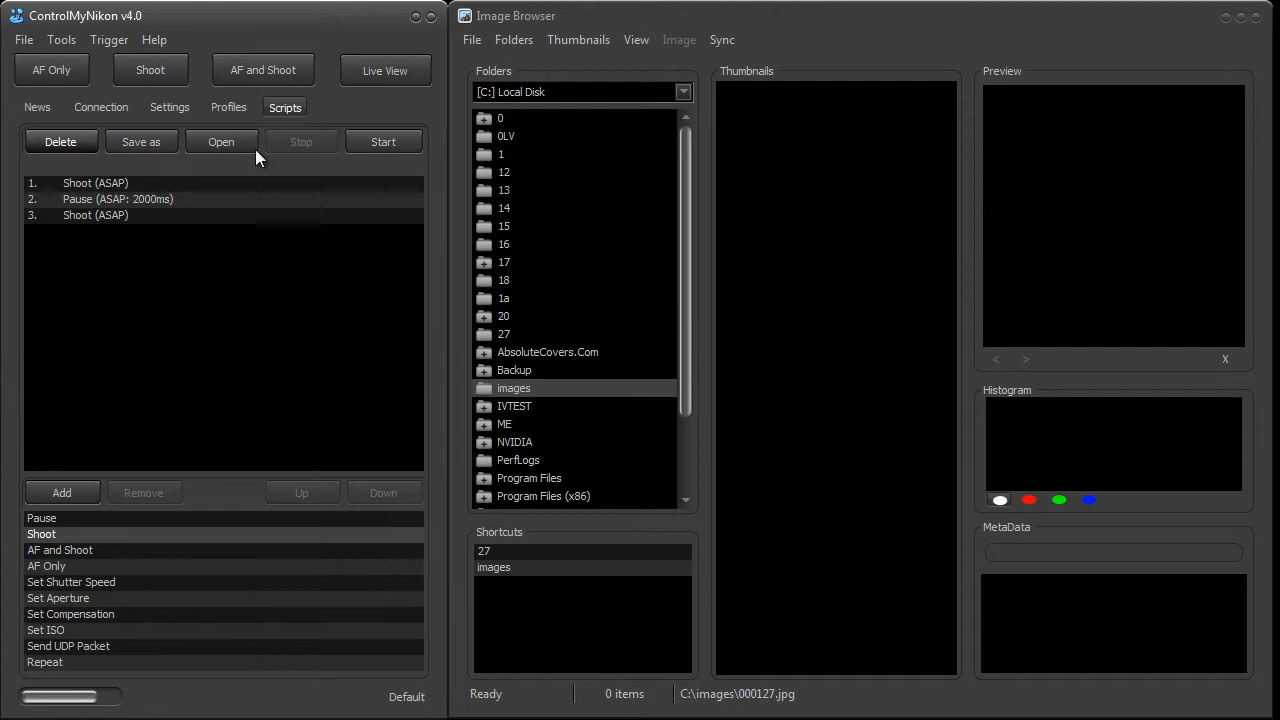 ControlMyNikon v4.0
File Tools Trigger Help
AF Only Shoot AF and Shoot Live View
News Connection Settings Profiles Scripts
Delete Save as Open Stop Start
1. Shoot (ASAP)
2. Pause (ASAP: 2000ms)
3. Shoot (ASAP)
Add Remove Up Down
Pause
Shoot
AF and Shoot
AF Only
Set Shutter Speed
Set Aperture
Set Compensation
Set ISO
Send UDP Packet
Repeat
Default
Image Browser
File Folders Thumbnails View Image Sync
Folders
[C:] Local Disk
0
0LV
1
12
13
14
15
16
17
18
1a
20
27
AbsoluteCovers.Com
Backup
images
IVTEST
ME
NVIDIA
PerfLogs
Program Files
Program Files (x86)
Shortcuts
27
images
Thumbnails
Preview
< > X
Histogram
MetaData
Ready 0 items C:\images\000127.jpg